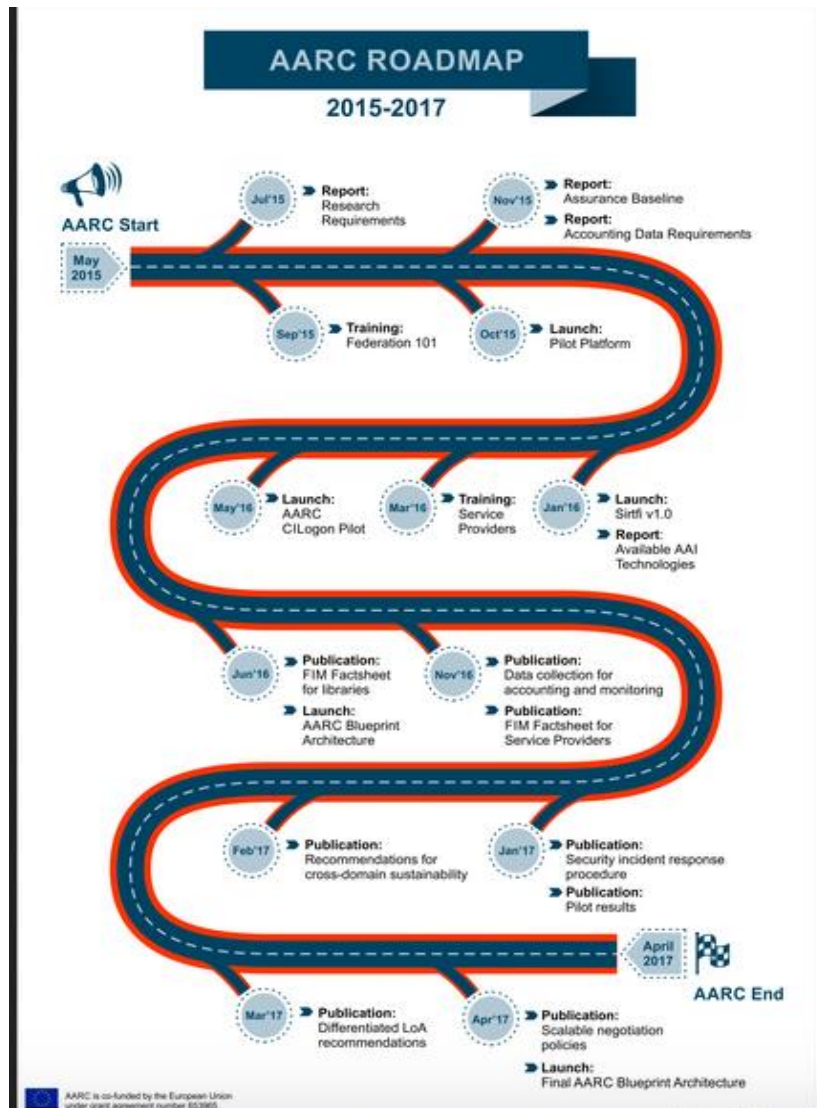 AARC ROADMAP
2015-2017
AARC Start
May
2015
Jul'15
Report:
Research
Requirements
Nov'15
Report:
Assurance Baseline
Report:
Accounting Data Requirements
Sep'15
Training:
Federation 101
Oct'15
Launch:
Pilot Platform
May'16
Launch:
AARC
CILogon Pilot
Mar'16
Training:
Service
Providers
Jan'16
Launch:
Sirtfi v1.0
Report:
Available AAI
Technologies
Jun'16
Publication:
FIM Factsheet
for libraries
Launch:
AARC Blueprint
Architecture
Nov'16
Publication:
Data collection for
accounting and monitoring
Publication:
FIM Factsheet for
Service Providers
Feb'17
Publication:
Recommendations for
cross-domain sustainability
Jan'17
Publication:
Security incident response
procedure
Publication:
Pilot results
April
2017
AARC End
Mar'17
Publication:
Differentiated LoA
recommendations
Apr'17
Publication:
Scalable negotiation
policies
Launch:
Final AARC Blueprint Architecture
AARC is co-funded by the European Union
under grant agreement number 653965